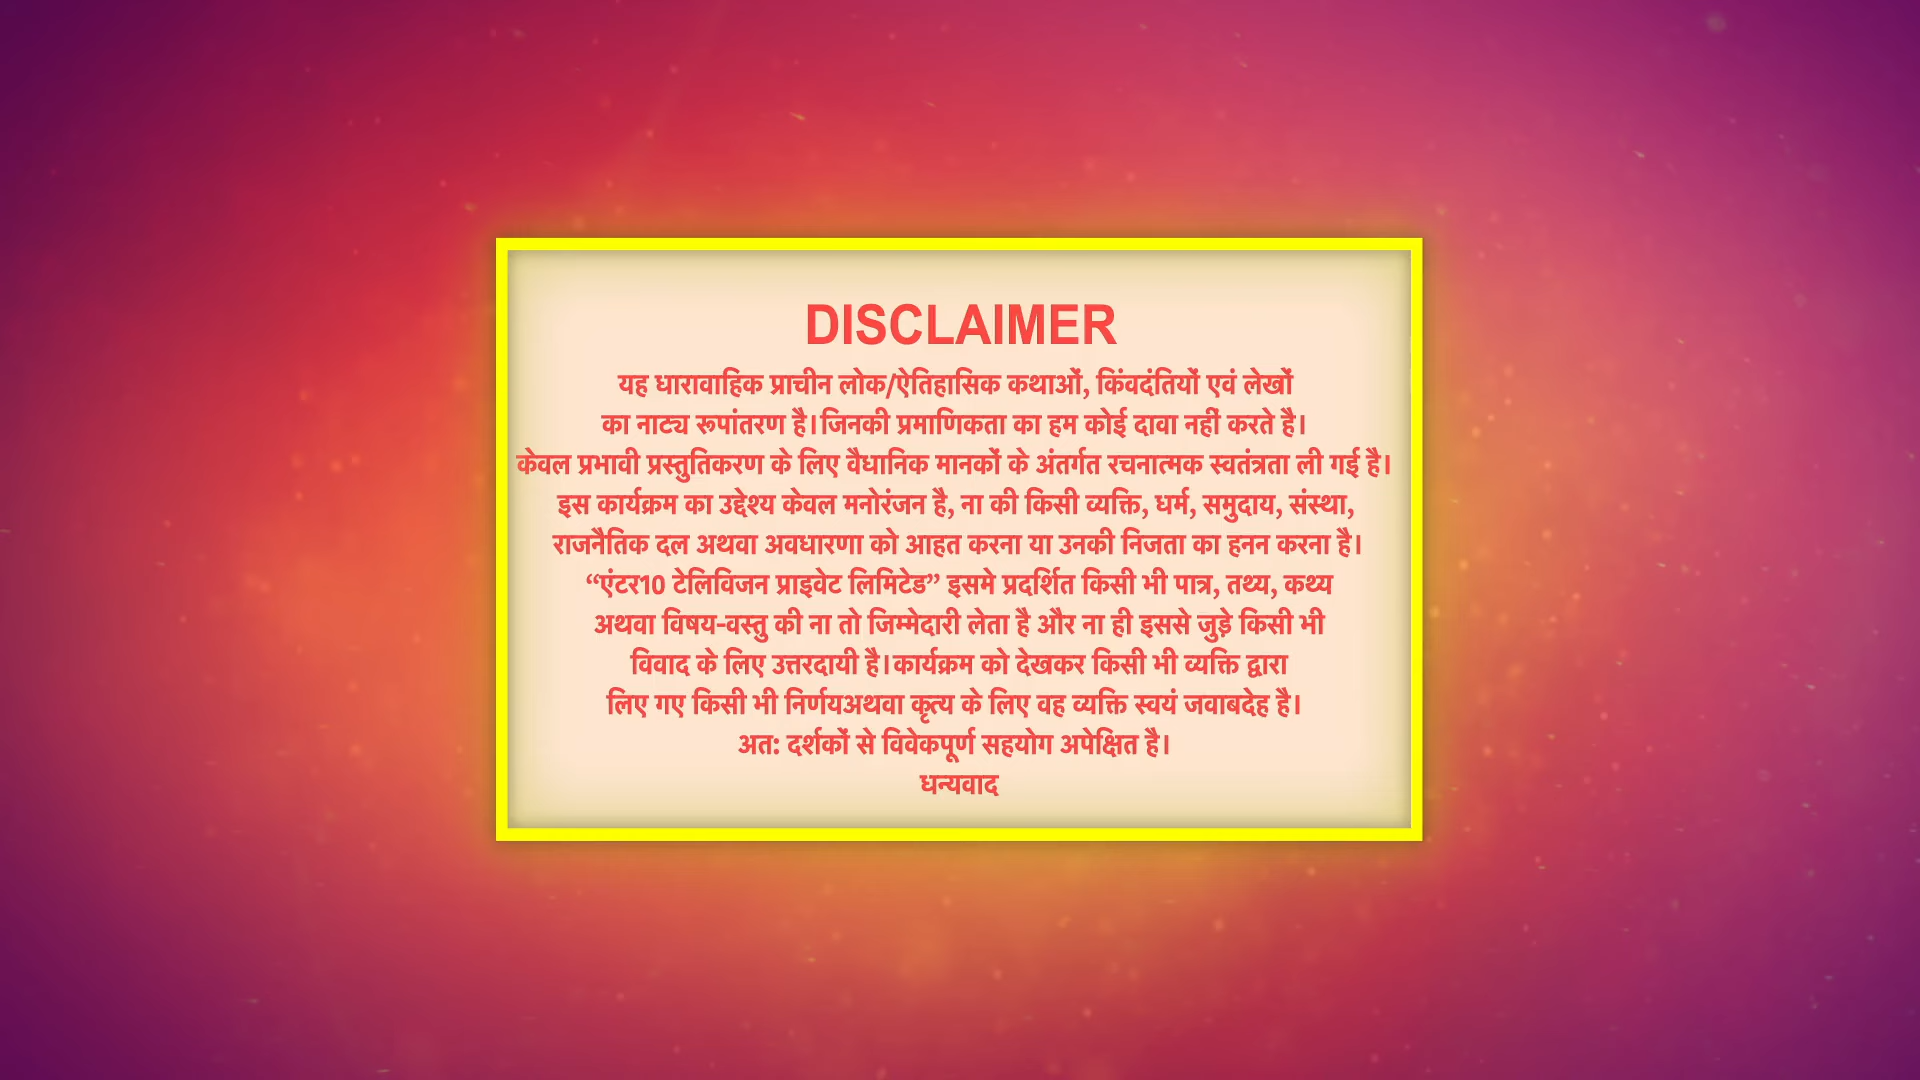 DISCLAIMER
यह धारावाहिक प्राचीन लोक/ऐतिहासिक कथाओं, किंवदंतियों एवं लेखों
का नाट्य रूपांतरण है।जिनकी प्रमाणिकता का हम कोई दावा नहीं करते है।
केवल प्रभावी प्रस्तुतिकरण के लिए वैधानिक मानकों के अंतर्गत रचनात्मक स्वतंत्रता ली गई है।
इस कार्यक्रम का उद्देश्य केवल मनोरंजन है, ना की किसी व्यक्ति, धर्म, समुदाय, संस्था,
राजनैतिक दल अथवा अवधारणा को आहत करना या उनकी निजता का हनन करना है।
“एंटर10 टेलिविजन प्राइवेट लिमिटेड” इसमे प्रदर्शित किसी भी पात्र, तथ्य, कथ्य
अथवा विषय-वस्तु की ना तो जिम्मेदारी लेता है और ना ही इससे जुड़े किसी भी
विवाद के लिए उत्तरदायी है।कार्यक्रम को देखकर किसी भी व्यक्ति द्वारा
लिए गए किसी भी निर्णयअथवा कृत्य के लिए वह व्यक्ति स्वयं जवाबदेह है।
अत: दर्शकों से विवेकपूर्ण सहयोग अपेक्षित है।
धन्यवाद